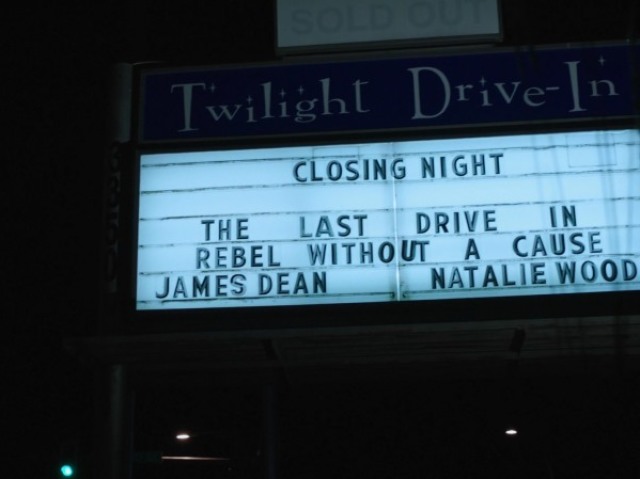 SOLD OUT
Twilight Drive-In
CLOSING NIGHT
THE LAST DRIVE IN
REBEL WITHOUT A CAUSE
JAMES DEAN NATALIE WOOD